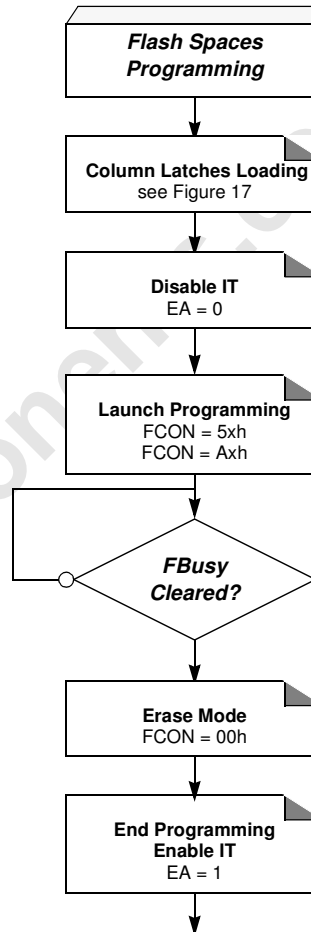 Flash Spaces
Programming
Column Latches Loading
see Figure 17
Disable IT
EA = 0
Launch Programming
FCON = 5xh
FCON = Axh
FBusy
Cleared?
Erase Mode
FCON = 00h
End Programming
Enable IT
EA = 1